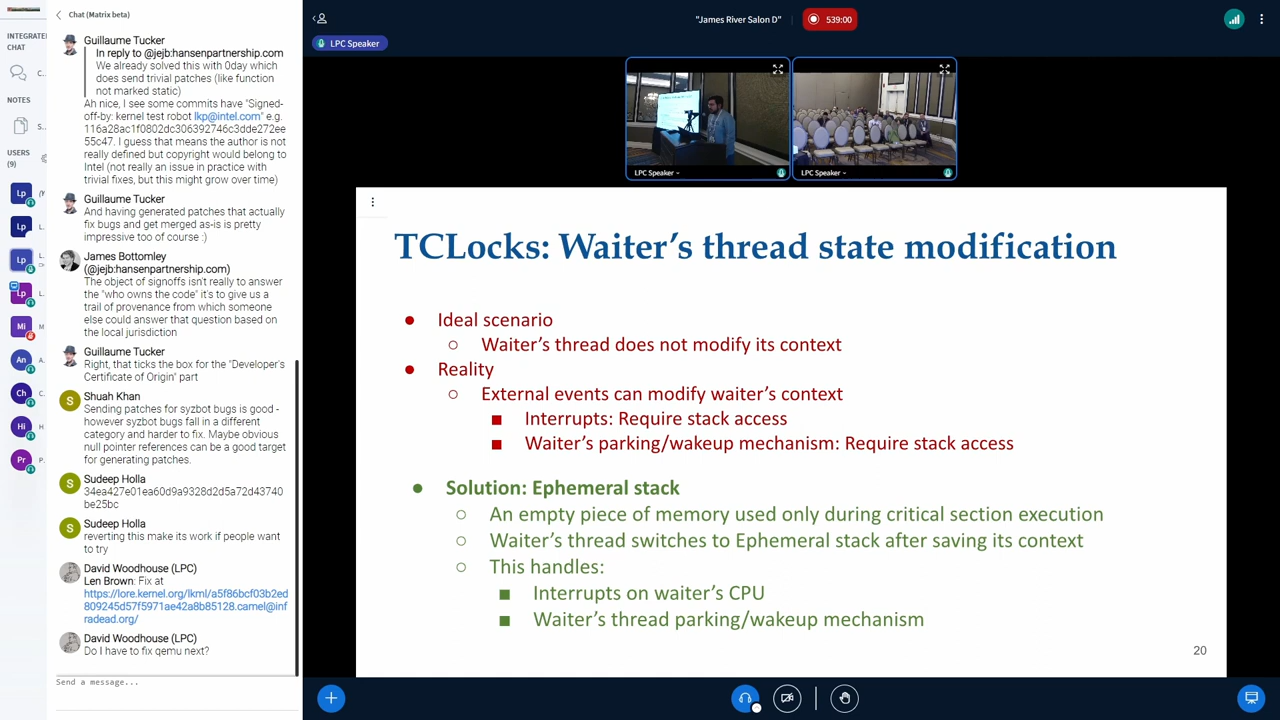 INTEGRATE
CHAT
C..
NOTES
S..
USERS
(9)
Lp
L.
Lp
L.
Lp
L.
Lp
L.
Mi
M
An
A.
Ch
C.
Hi
H.
Pr
P.
Chat (Matrix beta)
Guillaume Tucker
In reply to @jejb:hansenpartnership.com
We already solved this with 0day which
does send trivial patches (like function
not marked static)
Ah nice, I see some commits have "Signed-
off-by: kernel test robot lkp@intel.com" e.g.
116a28ac1f0802dc306392746c3dde272ee
55c47. I guess that means the author is not
really defined but copyright would belong to
Intel (not really an issue in practice with
trivial fixes, but this might grow over time)
Guillaume Tucker
And having generated patches that actually
fix bugs and get merged as-is is pretty
impressive too of course :)
James Bottomley
(@jejb:hansenpartnership.com)
The object of signoffs isn't really to answer
the "who owns the code" it's to give us a
trail of provenance from which someone
else could answer that question based on
the local jurisdiction
Guillaume Tucker
Right, that ticks the box for the "Developer's
Certificate of Origin" part
S
Shuah Khan
Sending patches for syzbot bugs is good -
however syzbot bugs fall in a different
category and harder to fix. Maybe obvious
null pointer references can be a good target
for generating patches.
S
Sudeep Holla
34ea427e01ea60d9a9328d2d5a72d43740
be25bc
S
Sudeep Holla
reverting this make its work if people want
to try
David Woodhouse (LPC)
Len Brown: Fix at
https://lore.kernel.org/lkml/a5f86bcf03b2ed
809245d57f5971ae42a8b85128.camel@inf
radead.org/
David Woodhouse (LPC)
Do I have to fix qemu next?
Send a message...
"James River Salon D"
539:00
LPC Speaker
LPC Speaker
LPC Speaker
TCLocks: Waiter's thread state modification
● Ideal scenario
○ Waiter's thread does not modify its context
● Reality
○ External events can modify waiter's context
■ Interrupts: Require stack access
■ Waiter's parking/wakeup mechanism: Require stack access
● Solution: Ephemeral stack
○ An empty piece of memory used only during critical section execution
○ Waiter's thread switches to Ephemeral stack after saving its context
○ This handles:
■ Interrupts on waiter's CPU
■ Waiter's thread parking/wakeup mechanism
20